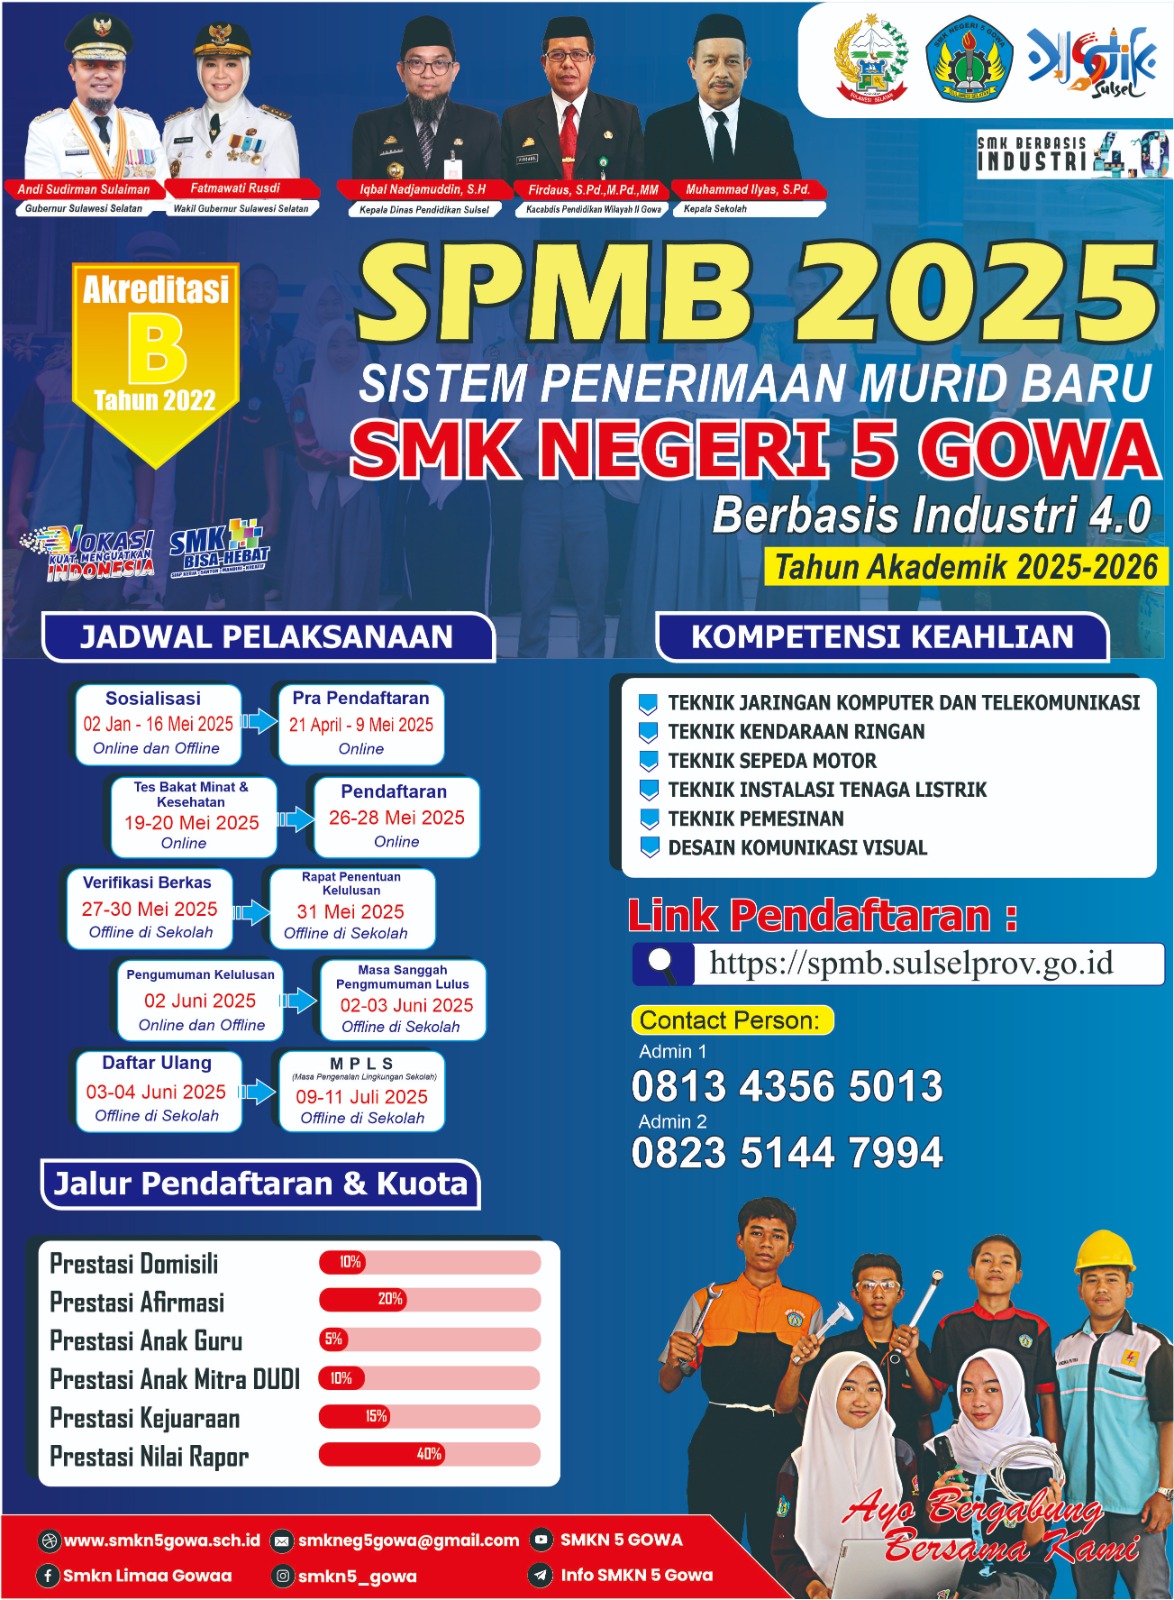 SULAWESI SELATAN
SMK NEGERI 5 GOWA
SULAWESI SELATAN
Sulsel
SMK BERBASIS
INDUSTRI 4.0
Andi Sudirman Sulaiman
Gubernur Sulawesi Selatan
Fatmawati Rusdi
Wakil Gubernur Sulawesi Selatan
Iqbal Nadjamuddin, S.H
Kepala Dinas Pendidikan Sulsel
Firdaus, S.Pd.,M.Pd.,MM
Kacabdis Pendidikan Wilayah II Gowa
Muhammad Ilyas, S.Pd.
Kepala Sekolah
Akreditasi
B
Tahun 2022
SPMB 2025
SISTEM PENERIMAAN MURID BARU
SMK NEGERI 5 GOWA
Berbasis Industri 4.0
Tahun Akademik 2025-2026
VOKASI
KUAT, MENGUATKAN
INDONESIA
SMK
BISA-HEBAT
JADWAL PELAKSANAAN
Sosialisasi
02 Jan - 16 Mei 2025
Online dan Offline
Pra Pendaftaran
21 April - 9 Mei 2025
Online
Tes Bakat Minat &
Kesehatan
19-20 Mei 2025
Online
Pendaftaran
26-28 Mei 2025
Online
Verifikasi Berkas
27-30 Mei 2025
Offline di Sekolah
Rapat Penentuan
Kelulusan
31 Mei 2025
Offline di Sekolah
Pengumuman Kelulusan
02 Juni 2025
Online dan Offline
Masa Sanggah
Pengmumuman Lulus
02-03 Juni 2025
Offline di Sekolah
Daftar Ulang
03-04 Juni 2025
Offline di Sekolah
M P L S
(Masa Pengenalan Lingkungan Sekolah)
09-11 Juli 2025
Offline di Sekolah
KOMPETENSI KEAHLIAN
TEKNIK JARINGAN KOMPUTER DAN TELEKOMUNIKASI
TEKNIK KENDARAAN RINGAN
TEKNIK SEPEDA MOTOR
TEKNIK INSTALASI TENAGA LISTRIK
TEKNIK PEMESINAN
DESAIN KOMUNIKASI VISUAL
Link Pendaftaran :
https://spmb.sulselprov.go.id
Contact Person:
Admin 1
0813 4356 5013
Admin 2
0823 5144 7994
Jalur Pendaftaran & Kuota
Prestasi Domisili 10%
Prestasi Afirmasi 20%
Prestasi Anak Guru 5%
Prestasi Anak Mitra DUDI 10%
Prestasi Kejuaraan 15%
Prestasi Nilai Rapor 40%
Ayo Bergabung
Bersama Kami
www.smkn5gowa.sch.id smkneg5gowa@gmail.com SMKN 5 GOWA
Smkn Limaa Gowaa smkn5_gowa Info SMKN 5 Gowa